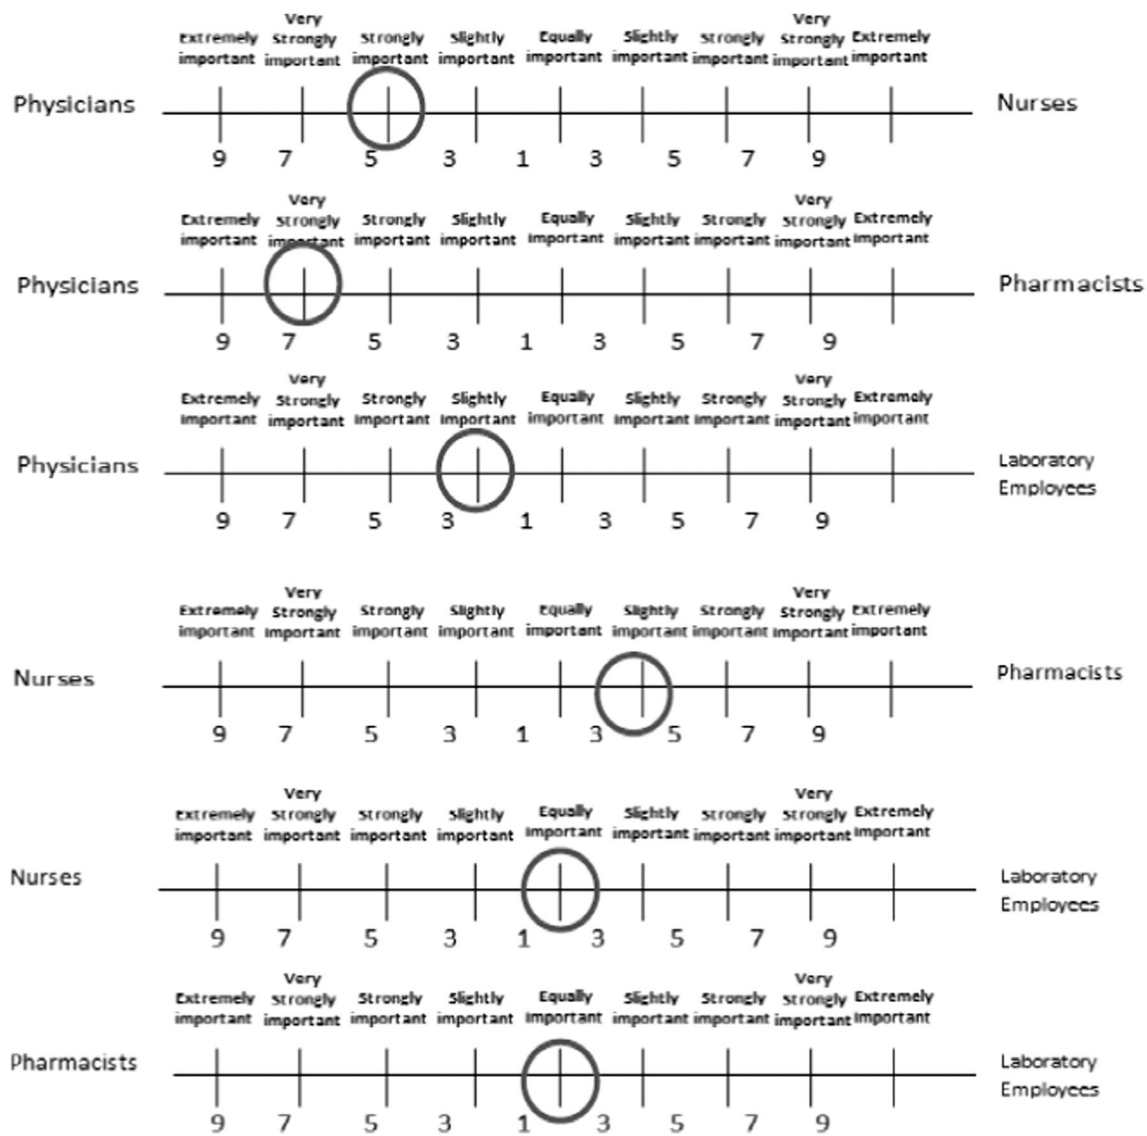 Very Very
Extremely Strongly Strongly Slightly Equally Slightly Strongly Strongly Extremely
important important important important important important important important important
Physicians Nurses
9 7 5 3 1 3 5 7 9
Very Very
Extremely Strongly Strongly Slightly Equally Slightly Strongly Strongly Extremely
important important important important important important important important important
Physicians Pharmacists
9 7 5 3 1 3 5 7 9
Very Very
Extremely Strongly Strongly Slightly Equally Slightly Strongly Strongly Extremely
important important important important important important important important important
Physicians Laboratory
Employees
9 7 5 3 1 3 5 7 9
Very Very
Extremely Strongly Strongly Slightly Equally Slightly Strongly Strongly Extremely
important important important important important important important important important
Nurses Pharmacists
9 7 5 3 1 3 5 7 9
Very Very
Extremely Strongly Strongly Slightly Equally Slightly Strongly Strongly Extremely
important important important important important important important important important
Nurses Laboratory
Employees
9 7 5 3 1 3 5 7 9
Very Very
Extremely Strongly Strongly Slightly Equally Slightly Strongly Strongly Extremely
important important important important important important important important important
Pharmacists Laboratory
Employees
9 7 5 3 1 3 5 7 9